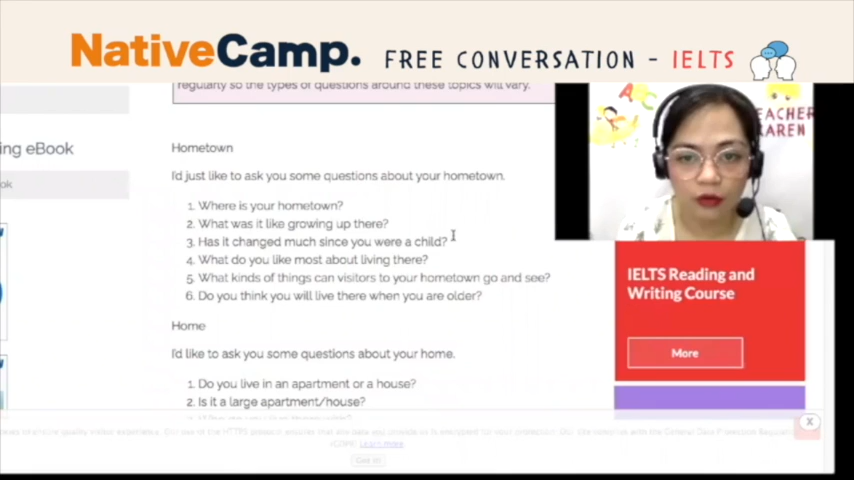 NativeCamp. FREE CONVERSATION - IELTS
regularly so the types of questions around these topics will vary.
ing eBook
ok
Hometown
I'd just like to ask you some questions about your hometown.
1. Where is your hometown?
2. What was it like growing up there?
3. Has it changed much since you were a child?
4. What do you like most about living there?
5. What kinds of things can visitors to your hometown go and see?
6. Do you think you will live there when you are older?
Home
I'd like to ask you some questions about your home.
1. Do you live in an apartment or a house?
2. Is it a large apartment/house?
TEACHER
KAREN
IELTS Reading and
Writing Course
More
X
Learn more
Got it!